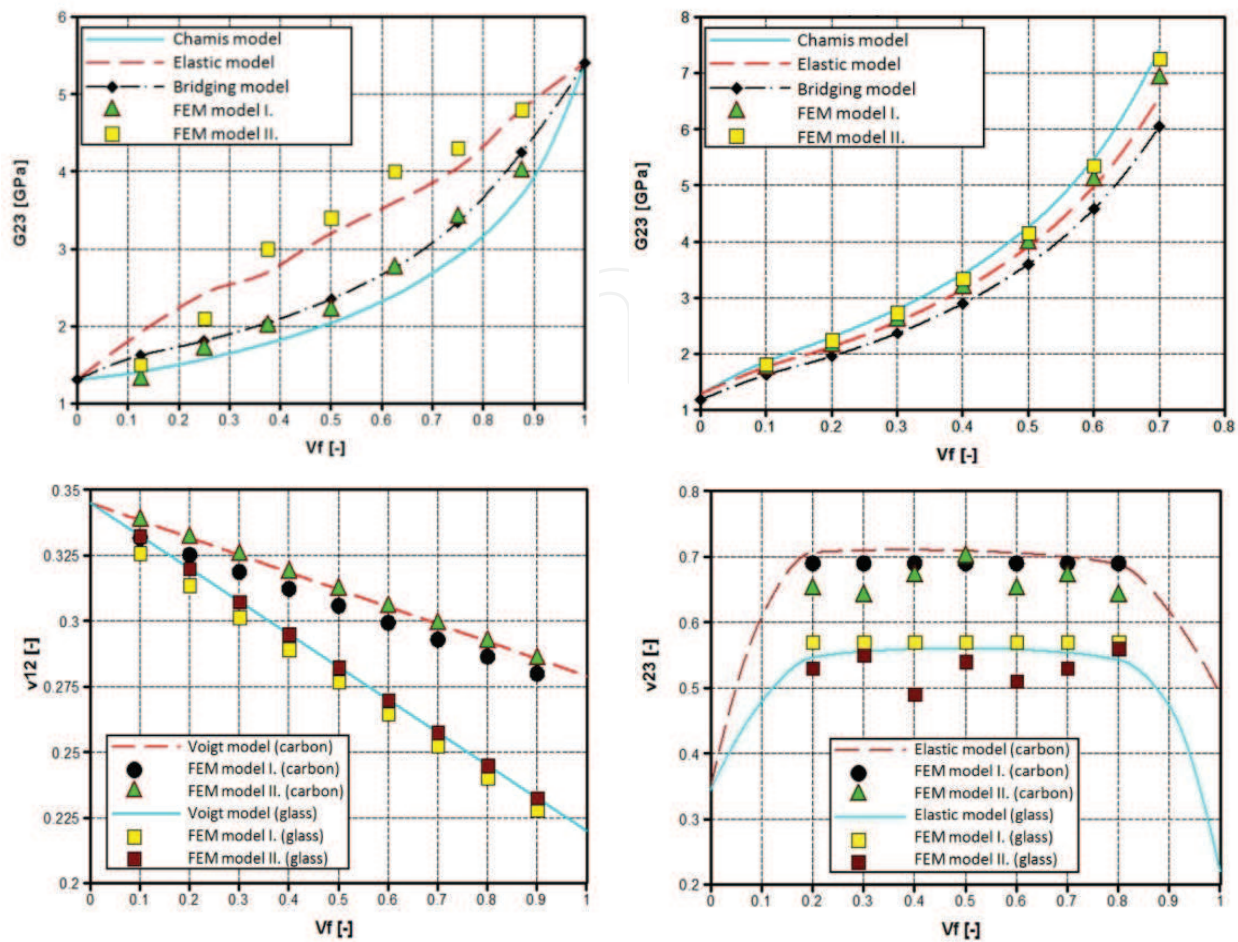 6
5
4
3
2
1
G23 [GPa]
Chamis model
Elastic model
Bridging model
FEM model I.
FEM model II.
0 0.1 0.2 0.3 0.4 0.5 0.6 0.7 0.8 0.9 1
Vf [-]
8
7
6
5
4
3
2
1
G23 [GPa]
Chamis model
Elastic model
Bridging model
FEM model I.
FEM model II.
0 0.1 0.2 0.3 0.4 0.5 0.6 0.7 0.8
Vf [-]
0.35
0.325
0.3
0.275
0.25
0.225
0.2
v12 [-]
Voigt model (carbon)
FEM model I. (carbon)
FEM model II. (carbon)
Voigt model (glass)
FEM model I. (glass)
FEM model II. (glass)
0 0.1 0.2 0.3 0.4 0.5 0.6 0.7 0.8 0.9 1
Vf [-]
0.8
0.7
0.6
0.5
0.4
0.3
0.2
v23 [-]
Elastic model (carbon)
FEM model I. (carbon)
FEM model II. (carbon)
Elastic model (glass)
FEM model I. (glass)
FEM model II. (glass)
0 0.1 0.2 0.3 0.4 0.5 0.6 0.7 0.8 0.9 1
Vf [-]